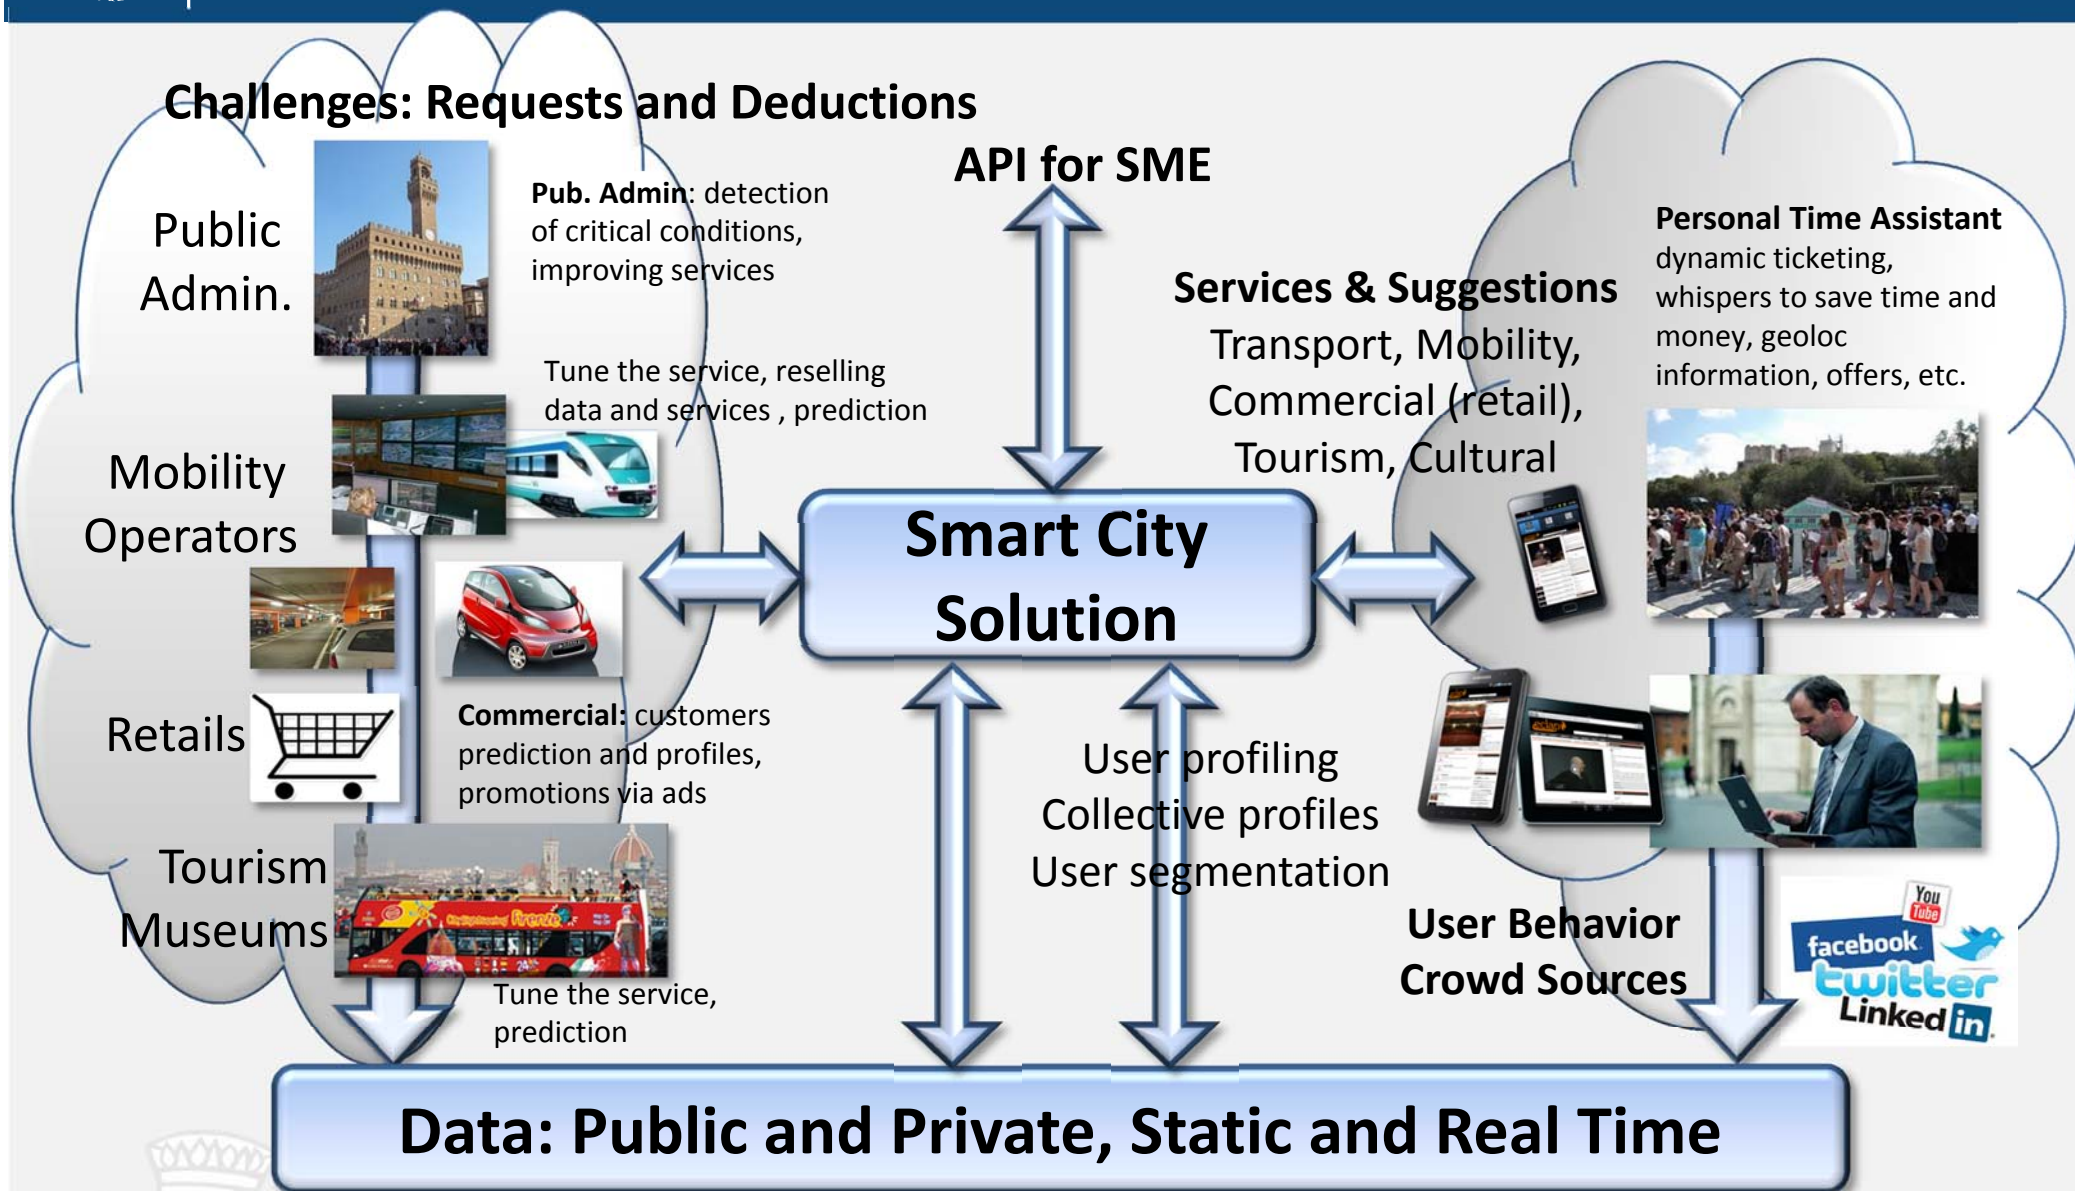 Challenges: Requests and Deductions
API for SME
Public
Admin.
Pub. Admin: detection
of critical conditions,
improving services
Tune the service, reselling
data and services , prediction
Mobility
Operators
Retails
Commercial: customers
prediction and profiles,
promotions via ads
Tourism
Museums
Firenze
Tune the service,
prediction
Smart City
Solution
Services & Suggestions
Transport, Mobility,
Commercial (retail),
Tourism, Cultural
Personal Time Assistant
dynamic ticketing,
whispers to save time and
money, geoloc
information, offers, etc.
User profiling
Collective profiles
User segmentation
User Behavior
Crowd Sources
You
Tube
facebook
twitter
Linked in
Data: Public and Private, Static and Real Time